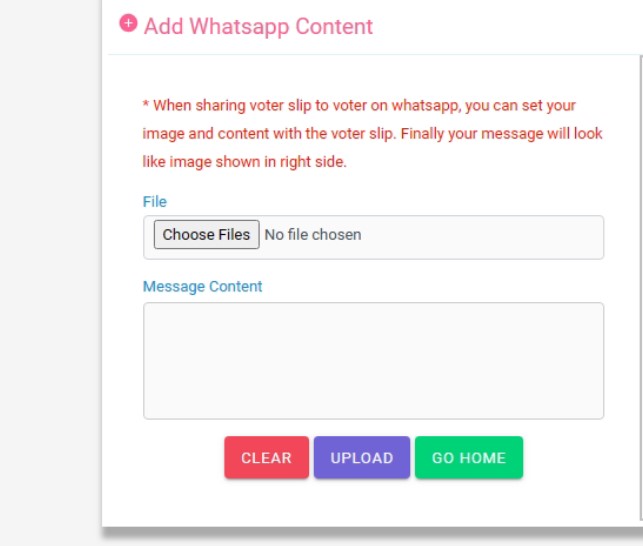 Add Whatsapp Content
* When sharing voter slip to voter on whatsapp, you can set your
image and content with the voter slip. Finally your message will look
like image shown in right side.
File
Choose Files No file chosen
Message Content
CLEAR UPLOAD GO HOME